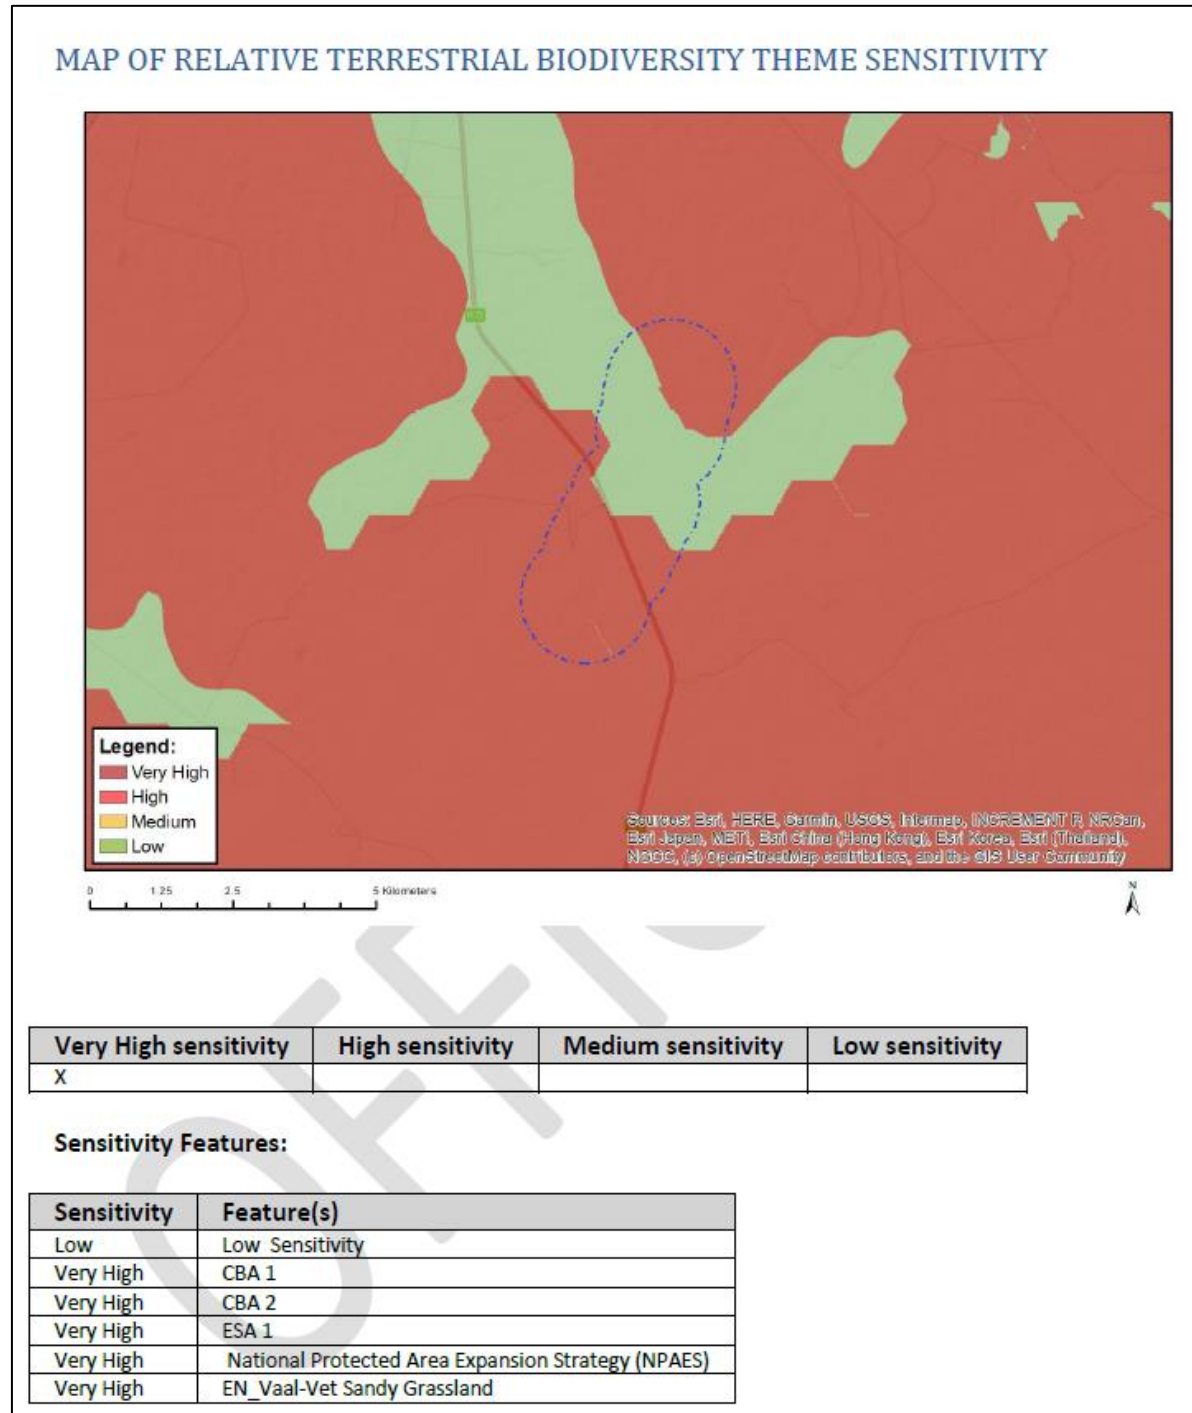 MAP OF RELATIVE TERRESTRIAL BIODIVERSITY THEME SENSITIVITY
Legend:
Very High
High
Medium
Low
Sources: Esri, HERE, Garmin, USGS, Intermap, INCREMENT P, NRCan,
Esri Japan, METI, Esri China (Hong Kong), Esri Korea, Esri (Thailand),
NGCC, (c) OpenStreetMap contributors, and the GIS User Community
0 1.25 2.5 5 Kilometers
N
Very High sensitivity High sensitivity Medium sensitivity Low sensitivity
X
Sensitivity Features:
Sensitivity Feature(s)
Low Low Sensitivity
Very High CBA 1
Very High CBA 2
Very High ESA 1
Very High National Protected Area Expansion Strategy (NPAES)
Very High EN_Vaal-Vet Sandy Grassland